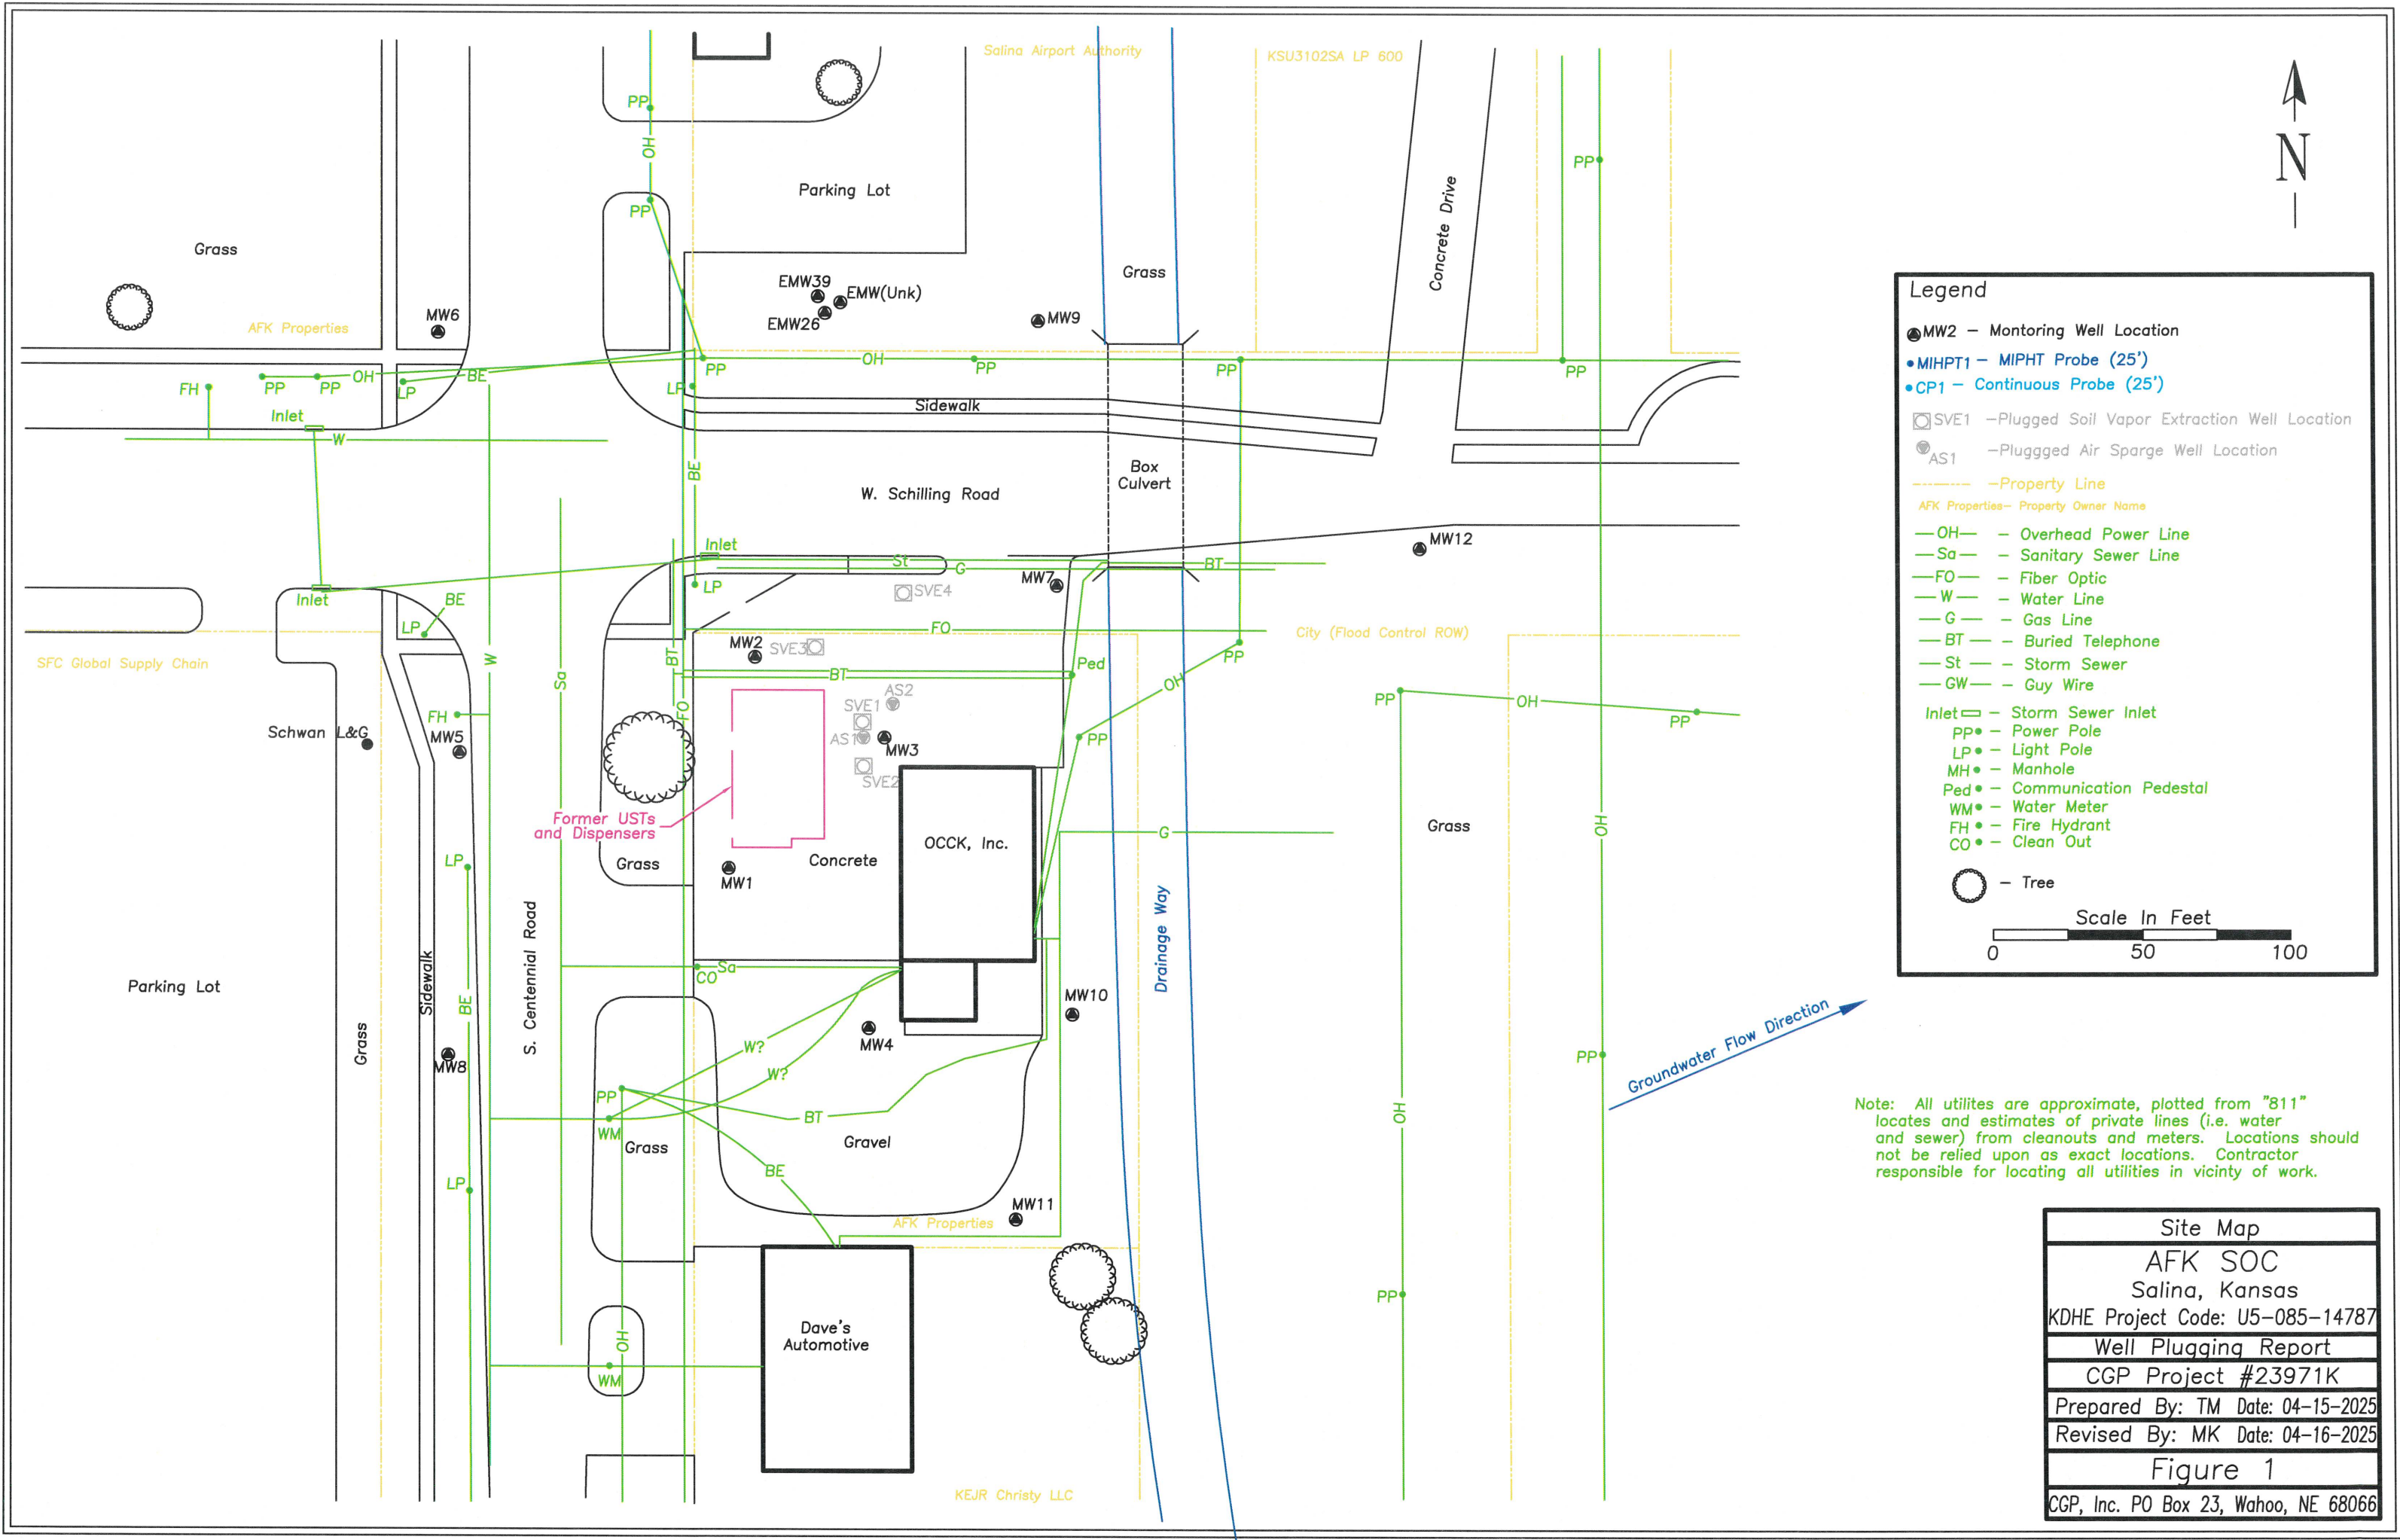 Salina Airport Authority
KSU3102SA LP 600
PP
OH
PP
PP
Parking Lot
Concrete Drive
N
Grass
Grass
EMW39
EMW(Unk)
EMW26
MW9
MW6
AFK Properties
OH
BE
OH
PP
PP
LP
PP
PP
PP
PP
FH
LP
Inlet
W
Sidewalk
BE
W. Schilling Road
Box
Culvert
MW12
Inlet
St
G
BT
MW7
LP
SVE4
Inlet
BE
LP
FO
City (Flood Control ROW)
SFC Global Supply Chain
W
Sa
BT
MW2
SVE3
BT
Ped
PP
OH
FO
AS2
SVE1
AS1
MW3
SVE2
PP
PP
OH
PP
FH
Schwan L&G
MW5
Former USTs
and Dispensers
OCCK, Inc.
G
Grass
OH
LP
Grass
Concrete
MW1
S. Centennial Road
Drainage Way
Sa
CO
Parking Lot
Sidewalk
BE
Grass
MW10
MW4
W?
W?
MW8
PP
PP
WM
BT
OH
Grass
Gravel
BE
LP
MW11
AFK Properties
PP
OH
Dave's
Automotive
WM
KEJR Christy LLC
Legend
MW2 – Montoring Well Location
MIHPT1 – MIPHT Probe (25')
CP1 – Continuous Probe (25')
SVE1 –Plugged Soil Vapor Extraction Well Location
AS1 –Pluggged Air Sparge Well Location
–Property Line
AFK Properties– Property Owner Name
OH – Overhead Power Line
Sa – Sanitary Sewer Line
FO – Fiber Optic
W – Water Line
G – Gas Line
BT – Buried Telephone
St – Storm Sewer
GW – Guy Wire
Inlet – Storm Sewer Inlet
PP – Power Pole
LP – Light Pole
MH – Manhole
Ped – Communication Pedestal
WM – Water Meter
FH – Fire Hydrant
CO – Clean Out
– Tree
Scale In Feet
0 50 100
Groundwater Flow Direction
Note: All utilites are approximate, plotted from "811"
locates and estimates of private lines (i.e. water
and sewer) from cleanouts and meters. Locations should
not be relied upon as exact locations. Contractor
responsible for locating all utilities in vicinty of work.
Site Map
AFK SOC
Salina, Kansas
KDHE Project Code: U5-085-14787
Well Plugging Report
CGP Project #23971K
Prepared By: TM Date: 04-15-2025
Revised By: MK Date: 04-16-2025
Figure 1
CGP, Inc. PO Box 23, Wahoo, NE 68066